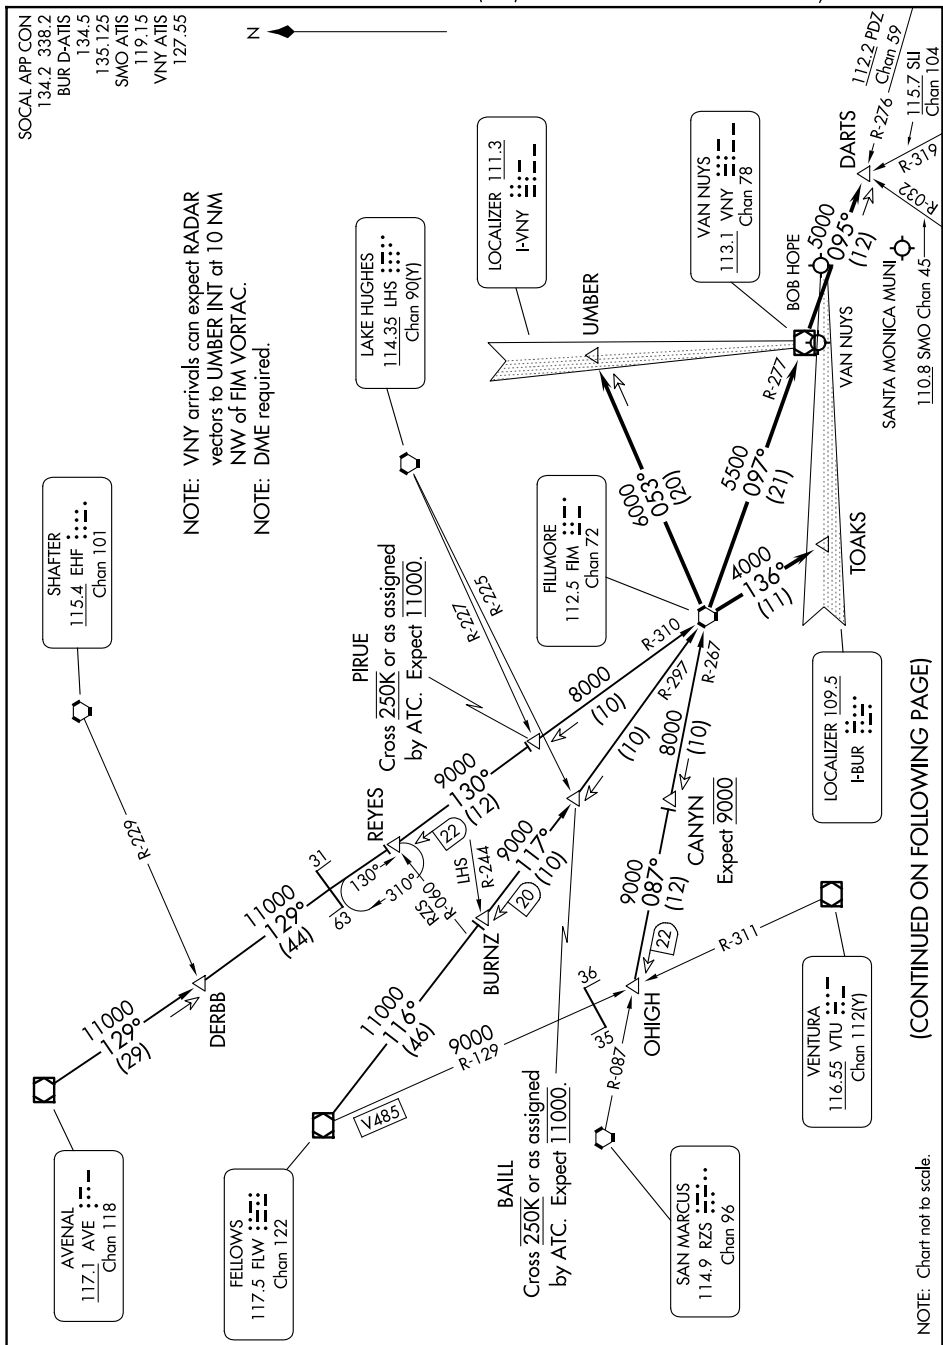 SOCAL APP CON
134.2 338.2
BUR D-ATIS
134.5
135.125
SMO ATIS
119.15
VNY ATIS
127.55
N
NOTE: VNY arrivals can expect RADAR
vectors to UMBER INT at 10 NM
NW of FIM VORTAC.
NOTE: DME required.
SHAFTER
115.4 EHF
Chan 101
LAKE HUGHES
114.35 LHS
Chan 90(Y)
LOCALIZER 111.3
I-VNY
VAN NUYS
113.1 VNY
Chan 78
112.2 PDZ
Chan 59
R-276
115.7 SLI
Chan 104
R-319
R-032
DARTS
5000
095°
(12)
BOB HOPE
VAN NUYS
SANTA MONICA MUNI
110.8 SMO Chan 45
UMBER
6000
053°
(20)
R-277
5500
097°
(21)
4000
136°
(11)
TOAKS
FILLMORE
112.5 FIM
Chan 72
LOCALIZER 109.5
I-BUR
R-225
R-227
PIRUE
Cross 250K or as assigned
by ATC. Expect 11000.
R-310
8000
(10)
R-297
(10)
R-267
8000
(10)
CANYN
Expect 9000
9000
130°
(12)
REYES
22
130°
310°
31
63
RZS
R-060
LHS
R-244
9000
117°
(10)
20
BURNZ
9000
087°
(12)
22
R-229
11000
129°
(44)
DERBB
11000
129°
(29)
11000
116°
(46)
9000
R-129
V485
36
35
OHIGH
R-087
R-311
BAILL
Cross 250K or as assigned
by ATC. Expect 11000.
AVENAL
117.1 AVE
Chan 118
FELLOWS
117.5 FLW
Chan 122
SAN MARCUS
114.9 RZS
Chan 96
VENTURA
116.55 VTU
Chan 112(Y)
(CONTINUED ON FOLLOWING PAGE)
NOTE: Chart not to scale.